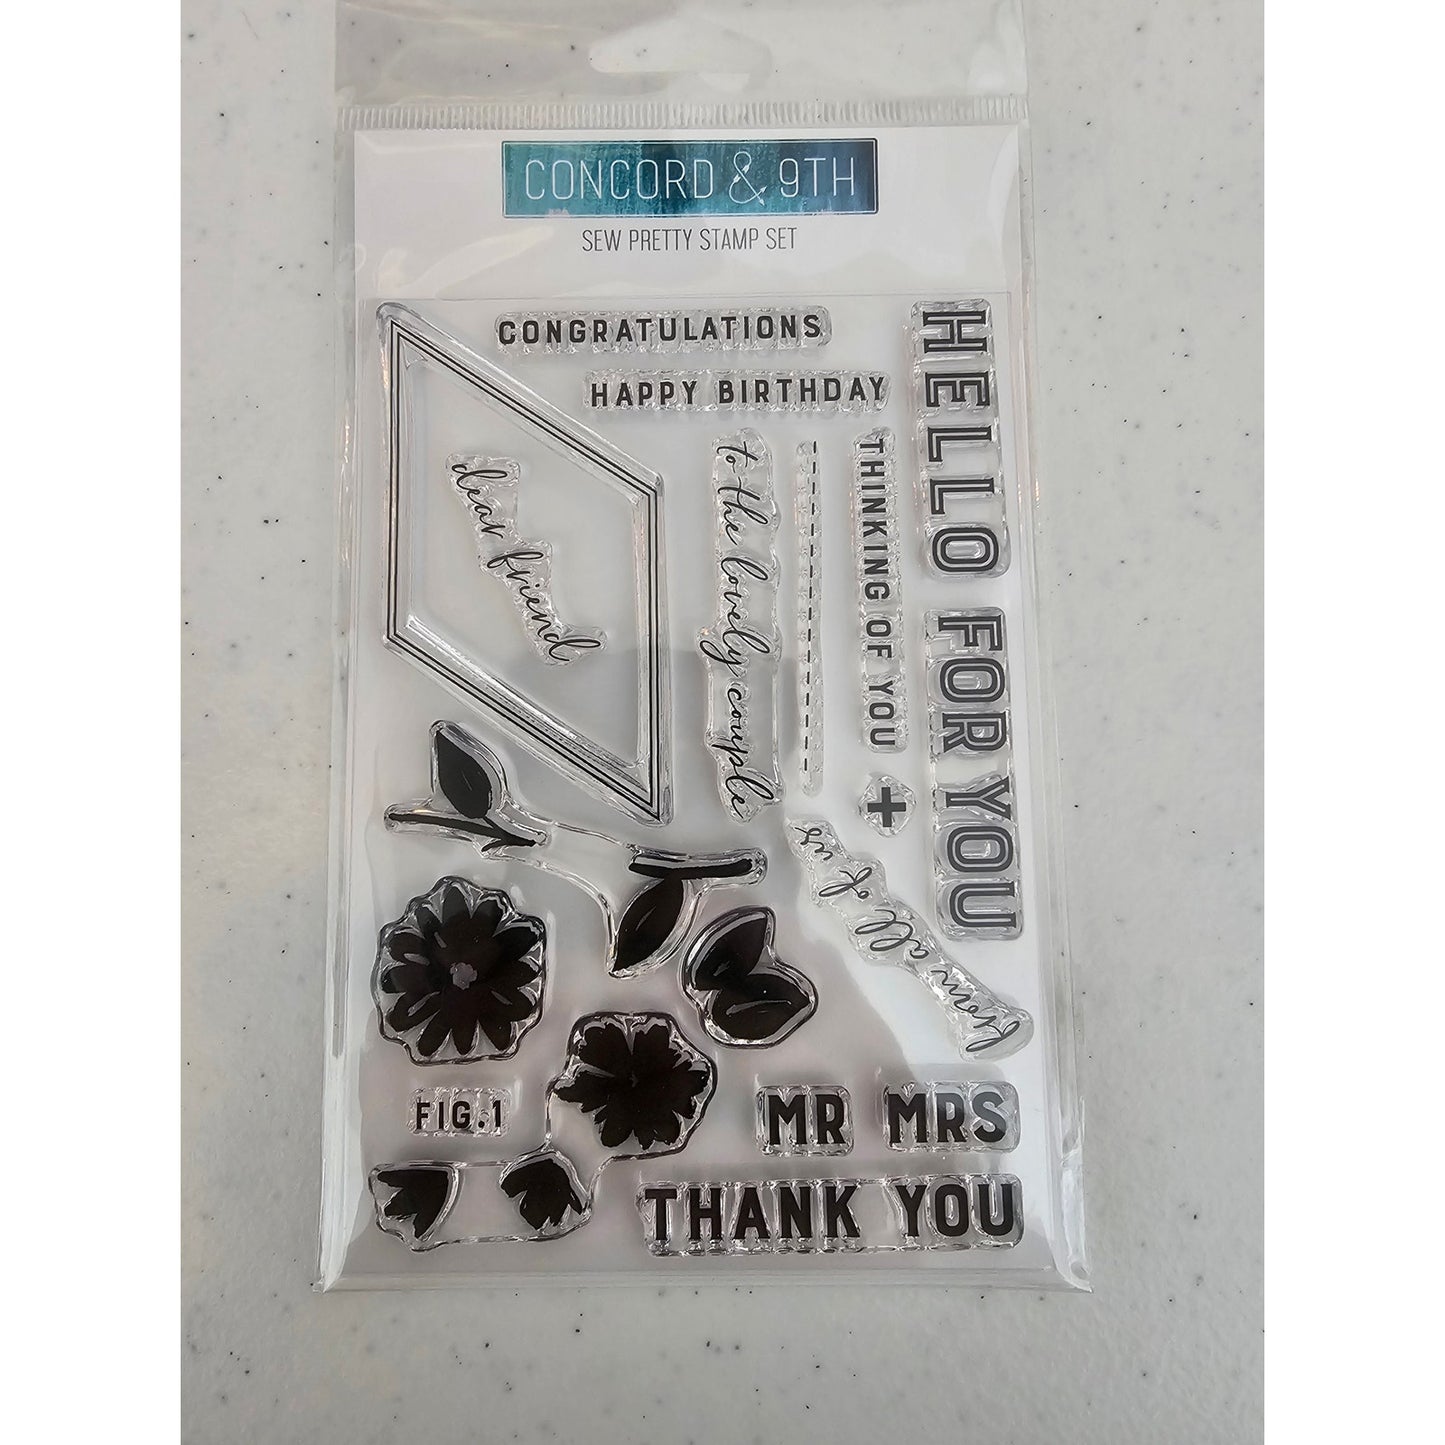 CONCORD & 9TH
SEW PRETTY STAMP SET
CONGRATULATIONS
HAPPY BIRTHDAY
HELLO
FOR
YOU
dear friend
to the lovely couple
THINKING OF YOU
+
from all of us
FIG.1
MR
MRS
THANK YOU